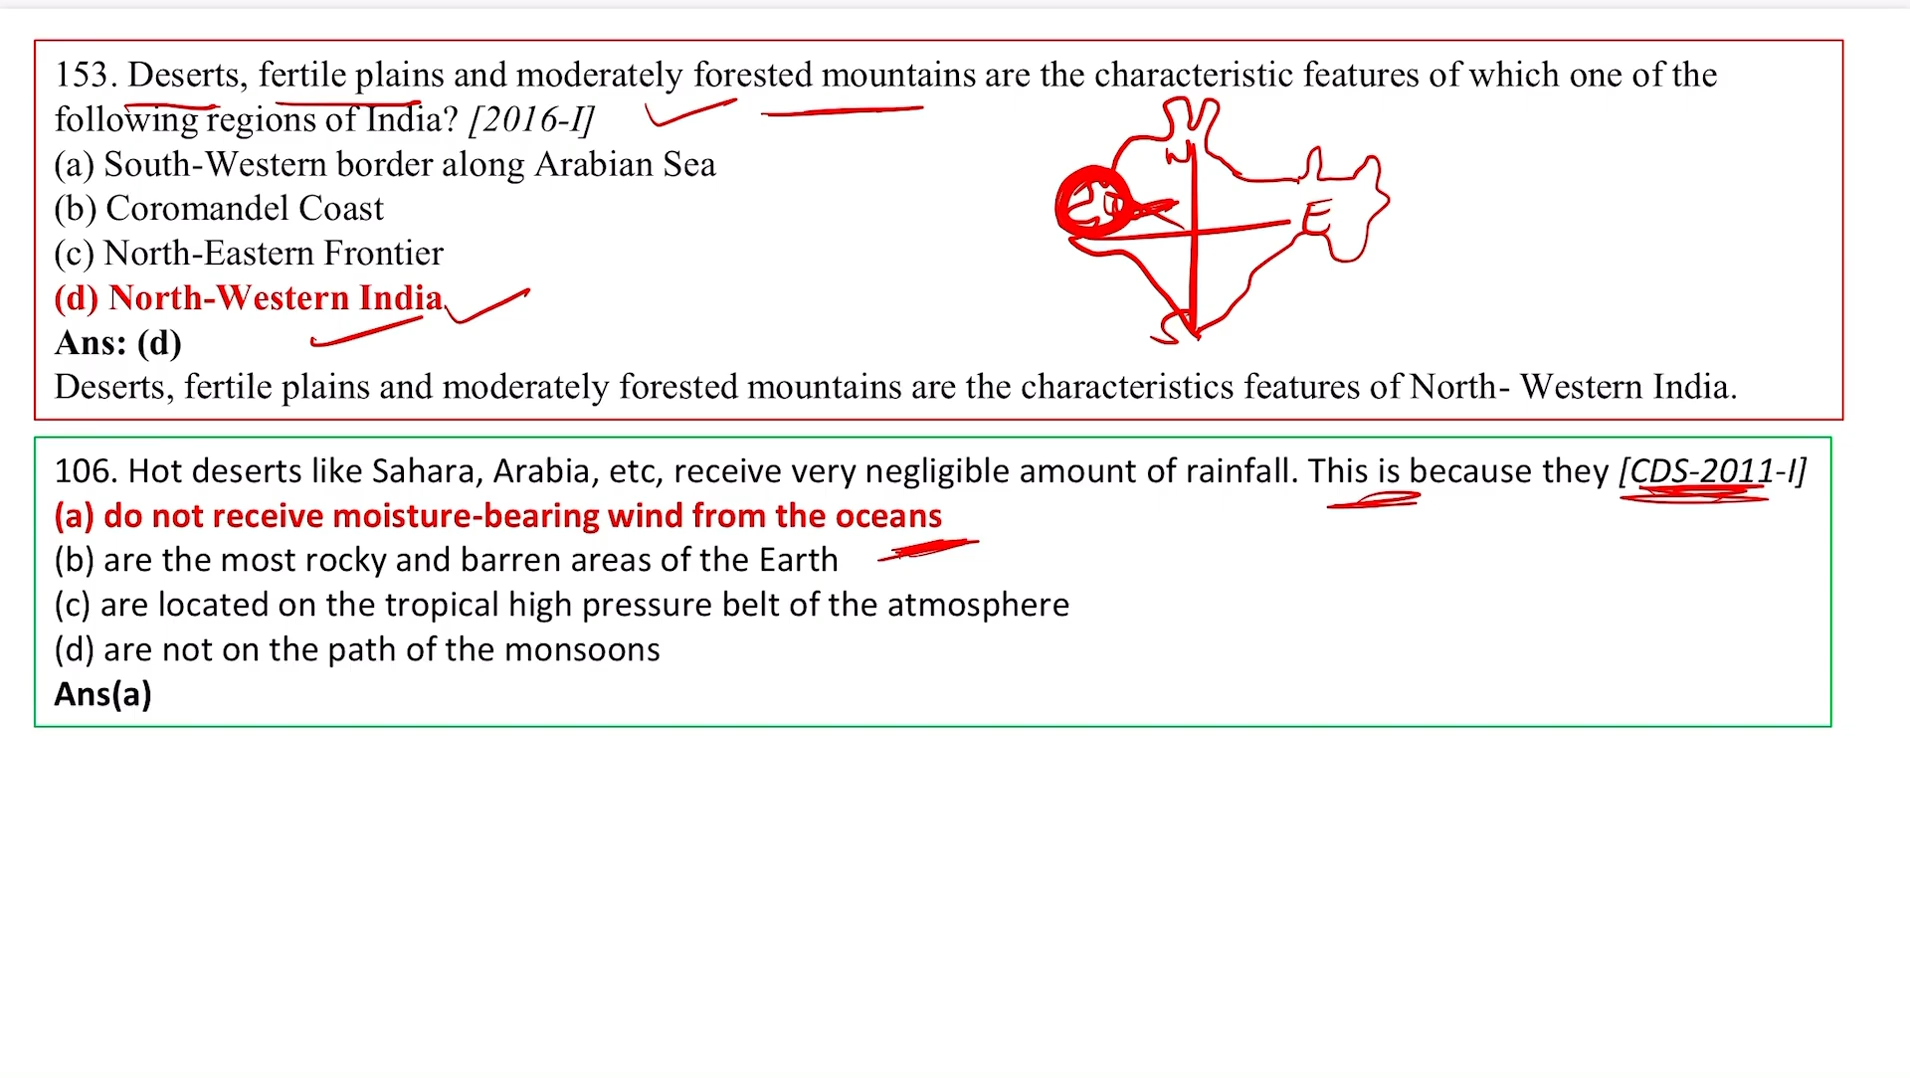 153. Deserts, fertile plains and moderately forested mountains are the characteristic features of which one of the
following regions of India? [2016-I]
(a) South-Western border along Arabian Sea
(b) Coromandel Coast
(c) North-Eastern Frontier
(d) North-Western India
Ans: (d)
Deserts, fertile plains and moderately forested mountains are the characteristics features of North- Western India.
N
E
S
106. Hot deserts like Sahara, Arabia, etc, receive very negligible amount of rainfall. This is because they [CDS-2011-I]
(a) do not receive moisture-bearing wind from the oceans
(b) are the most rocky and barren areas of the Earth
(c) are located on the tropical high pressure belt of the atmosphere
(d) are not on the path of the monsoons
Ans(a)